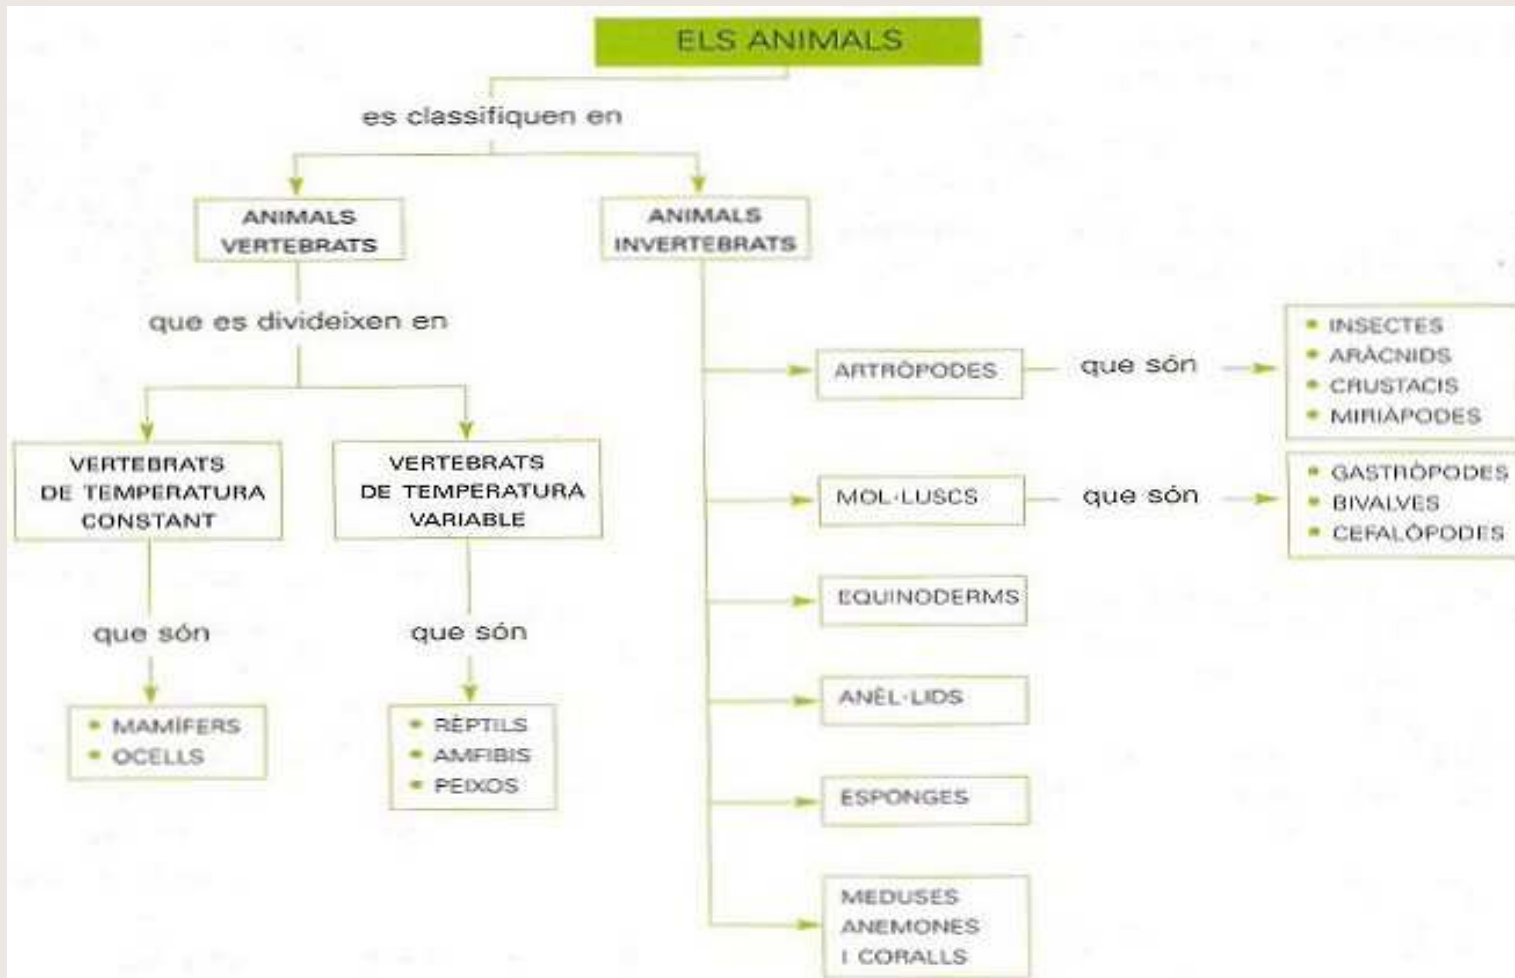 ELS ANIMALS
es classifiquen en
ANIMALS
VERTEBRATS
que es divideixen en
VERTEBRATS
DE TEMPERATURA
CONSTANT
que són
• MAMÍFERS
• OCELLS
VERTEBRATS
DE TEMPERATURA
VARIABLE
que són
• RÈPTILS
• AMFIBIS
• PEIXOS
ANIMALS
INVERTEBRATS
ARTRÒPODES
que són
• INSECTES
• ARÀCNIDS
• CRUSTACIS
• MIRIÀPODES
MOL·LUSCS
que són
• GASTRÒPODES
• BIVALVES
• CEFALÒPODES
EQUINODERMS
ANÈL·LIDS
ESPONGES
MEDUSES
ANEMONES
I CORALLS